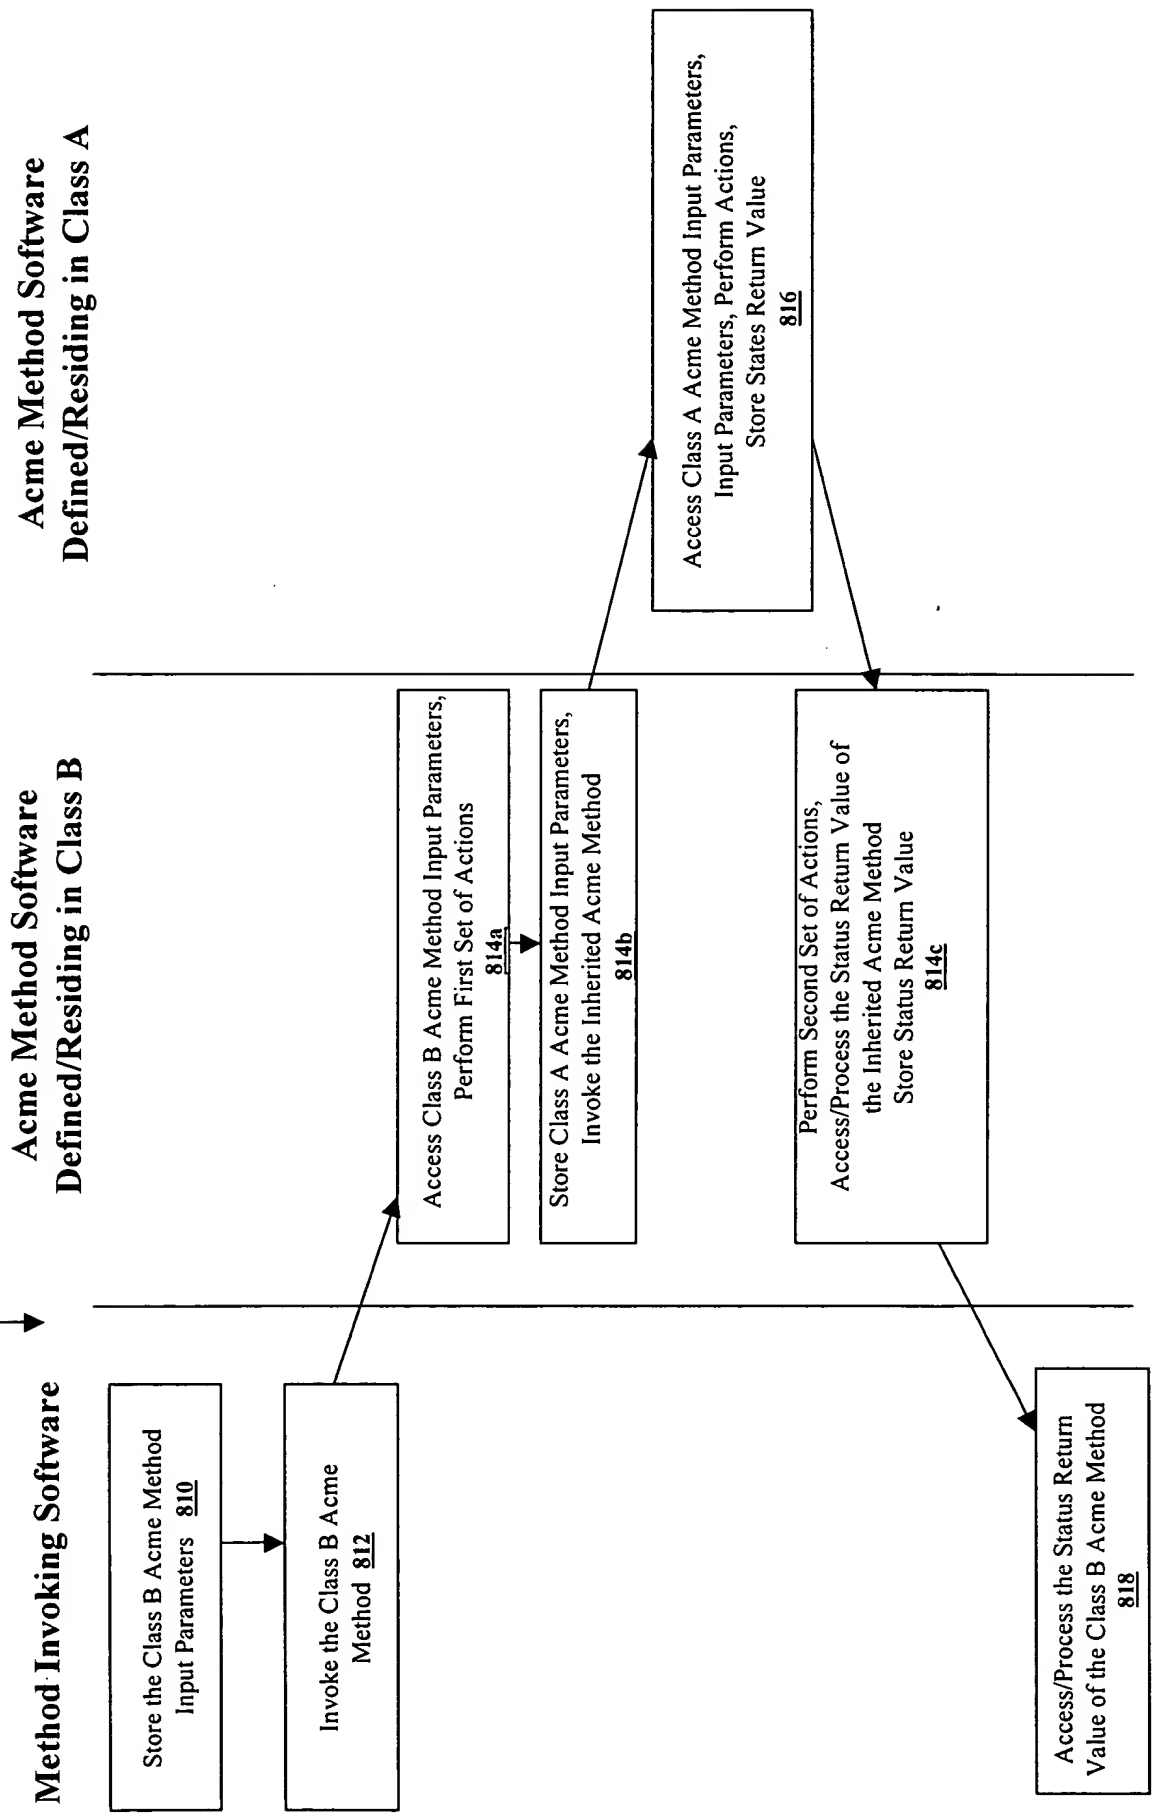 Method Invoking Software
Acme Method Software
Defined/Residing in Class B
Acme Method Software
Defined/Residing in Class A
Store the Class B Acme Method
Input Parameters 810
Invoke the Class B Acme
Method 812
Access Class B Acme Method Input Parameters,
Perform First Set of Actions
814a
Store Class A Acme Method Input Parameters,
Invoke the Inherited Acme Method
814b
Access Class A Acme Method Input Parameters,
Input Parameters, Perform Actions,
Store States Return Value
816
Perform Second Set of Actions,
Access/Process the Status Return Value of
the Inherited Acme Method
Store Status Return Value
814c
Access/Process the Status Return
Value of the Class B Acme Method
818